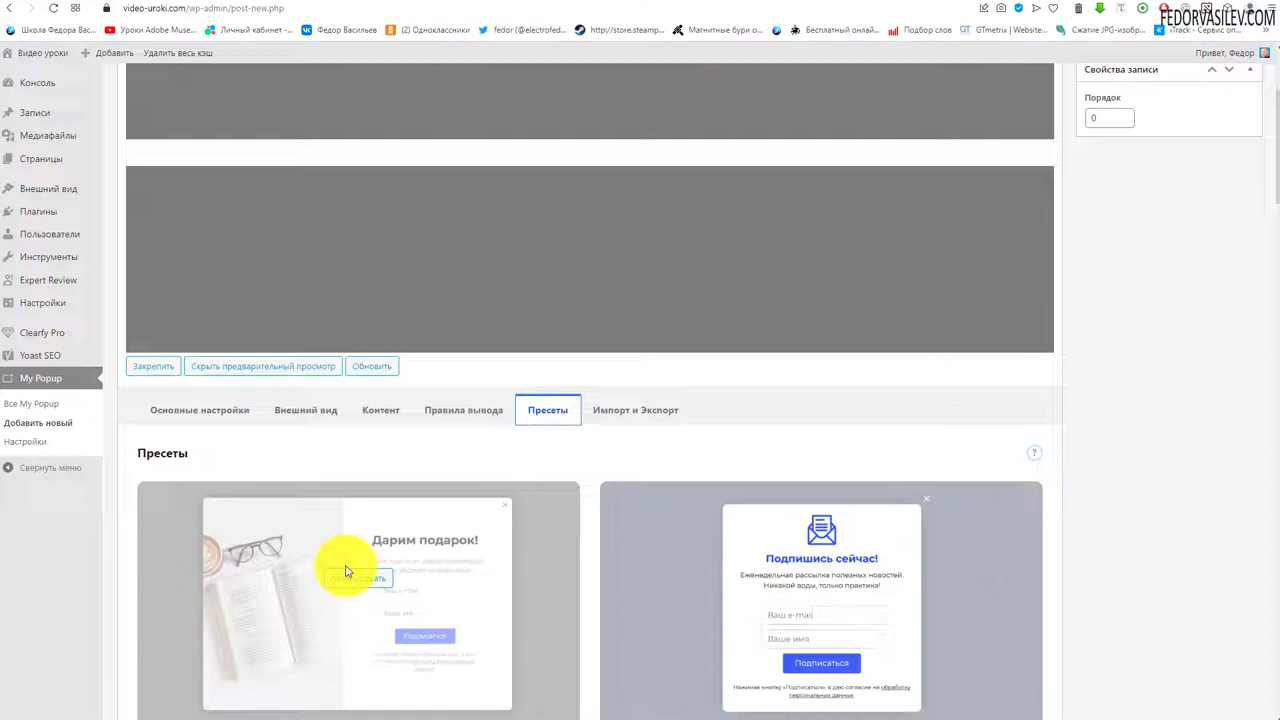 video-uroki.com/wp-admin/post-new.php
FEDORVASILEV.COM
Школа Федора Вас...
Уроки Adobe Muse...
Личный кабинет -...
Федор Васильев
(2) Одноклассники
fedor (@electrofed...
http://store.steamp...
Магнитные бури о...
Бесплатный онлай...
Подбор слов
GTmetrix | Website...
Сжатие JPG-изобр...
iTrack - Сервис оп...
Видео уроки
Добавить
Удалить весь кэш
Привет, Федор
Консоль
Записи
Медиафайлы
Страницы
Внешний вид
Плагины
Пользователи
Инструменты
Expert Review
Настройки
Clearfy Pro
Yoast SEO
My Popup
Все My Popup
Добавить новый
Настройки
Свернуть меню
Свойства записи
Порядок
0
Закрепить
Скрыть предварительный просмотр
Обновить
Основные настройки
Внешний вид
Контент
Правила вывода
Пресеты
Импорт и Экспорт
Пресеты
?
Дарим подарок!
Подписаться
Подпишись сейчас!
Еженедельная рассылка полезных новостей.
Никакой воды, только практика!
Ваш e-mail
Ваше имя
Подписаться
Нажимая кнопку «Подписаться», я даю согласие на обработку
персональных данных